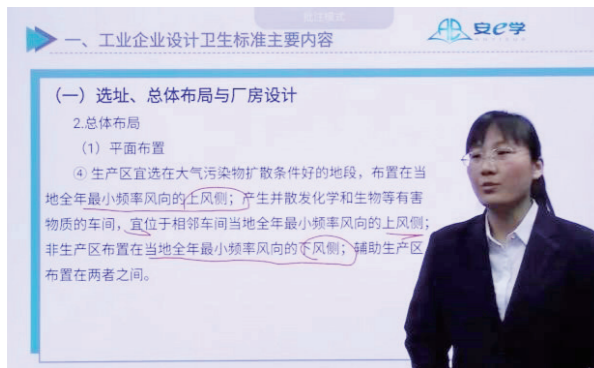 一、工业企业设计卫生标准主要内容
安e学
（一）选址、总体布局与厂房设计
2.总体布局
（1）平面布置
④ 生产区宜选在大气污染物扩散条件好的地段，布置在当
地全年最小频率风向的上风侧；产生并散发化学和生物等有害
物质的车间，宜位于相邻车间当地全年最小频率风向的上风侧；
非生产区布置在当地全年最小频率风向的下风侧；辅助生产区
布置在两者之间。